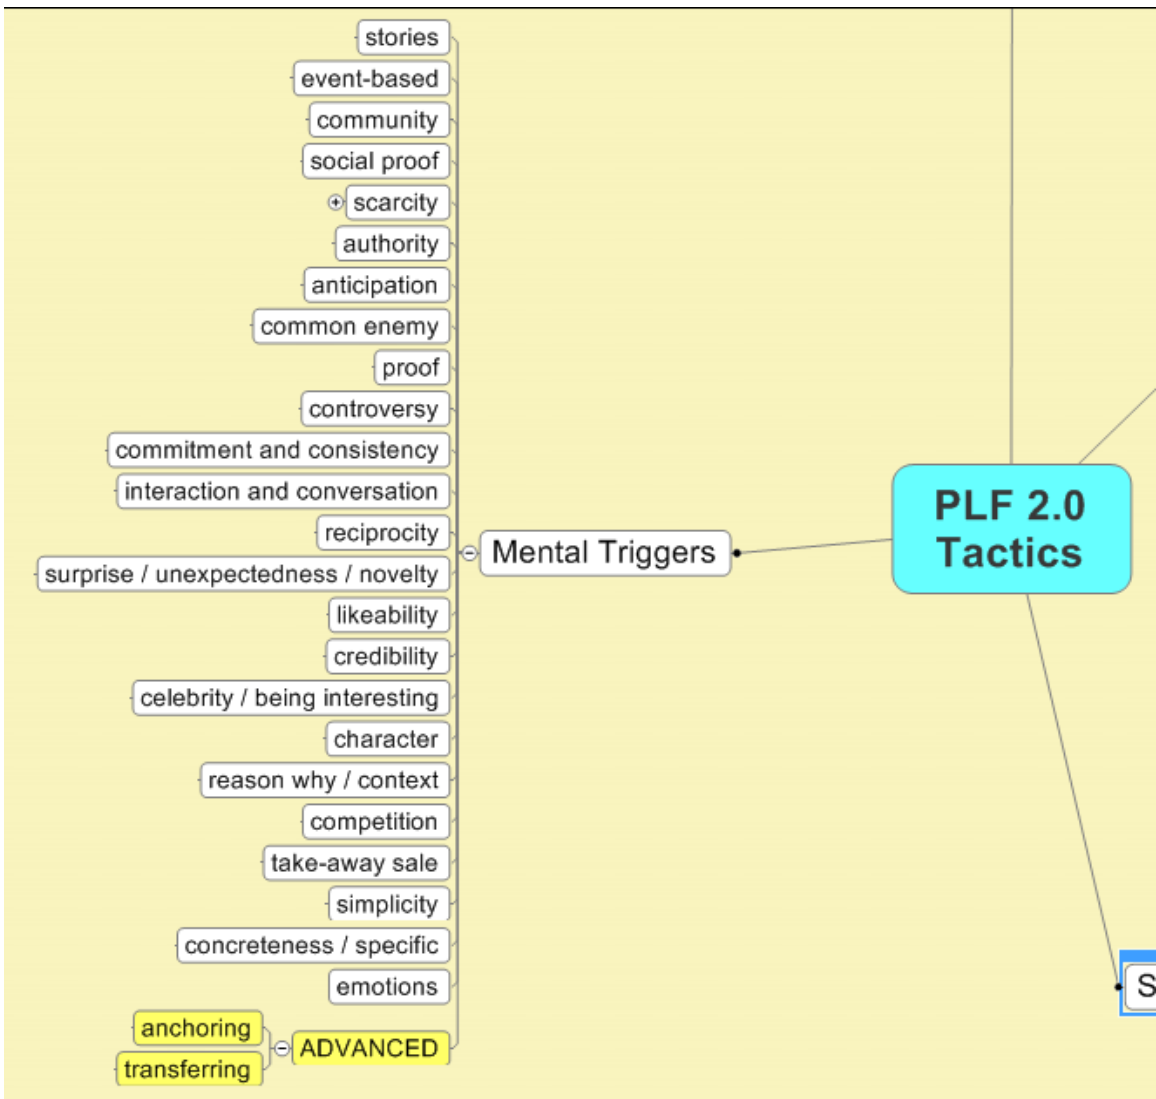 stories
event-based
community
social proof
scarcity
authority
anticipation
common enemy
proof
controversy
commitment and consistency
interaction and conversation
reciprocity
surprise / unexpectedness / novelty
likeability
credibility
celebrity / being interesting
character
reason why / context
competition
take-away sale
simplicity
concreteness / specific
emotions
anchoring
transferring
ADVANCED
Mental Triggers
PLF 2.0
Tactics
S